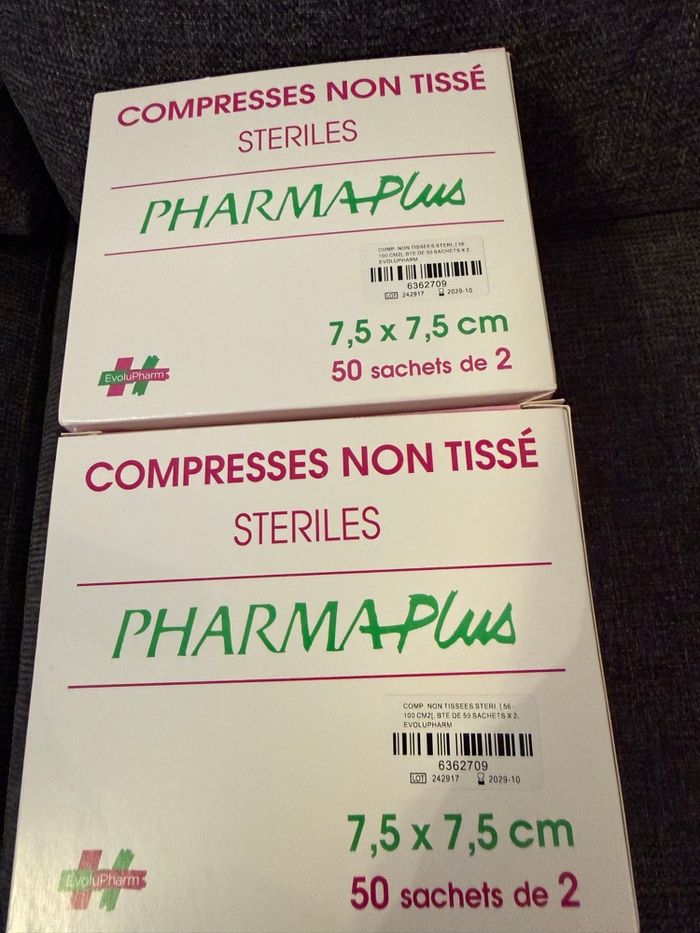 COMPRESSES NON TISSÉ
STERILES
PHARMAPlus
COMP. NON TISSEES STERI. [ 56 -
100 CM2[, BTE DE 50 SACHETS X 2.
EVOLUPHARM
6362709
LOT 242917 2029-10
7,5 x 7,5 cm
50 sachets de 2
EvoluPharm
COMPRESSES NON TISSÉ
STERILES
PHARMAPlus
COMP. NON TISSEES STERI. [ 56 -
100 CM2[, BTE DE 50 SACHETS X 2.
EVOLUPHARM
6362709
LOT 242917 2029-10
7,5 x 7,5 cm
50 sachets de 2
EvoluPharm